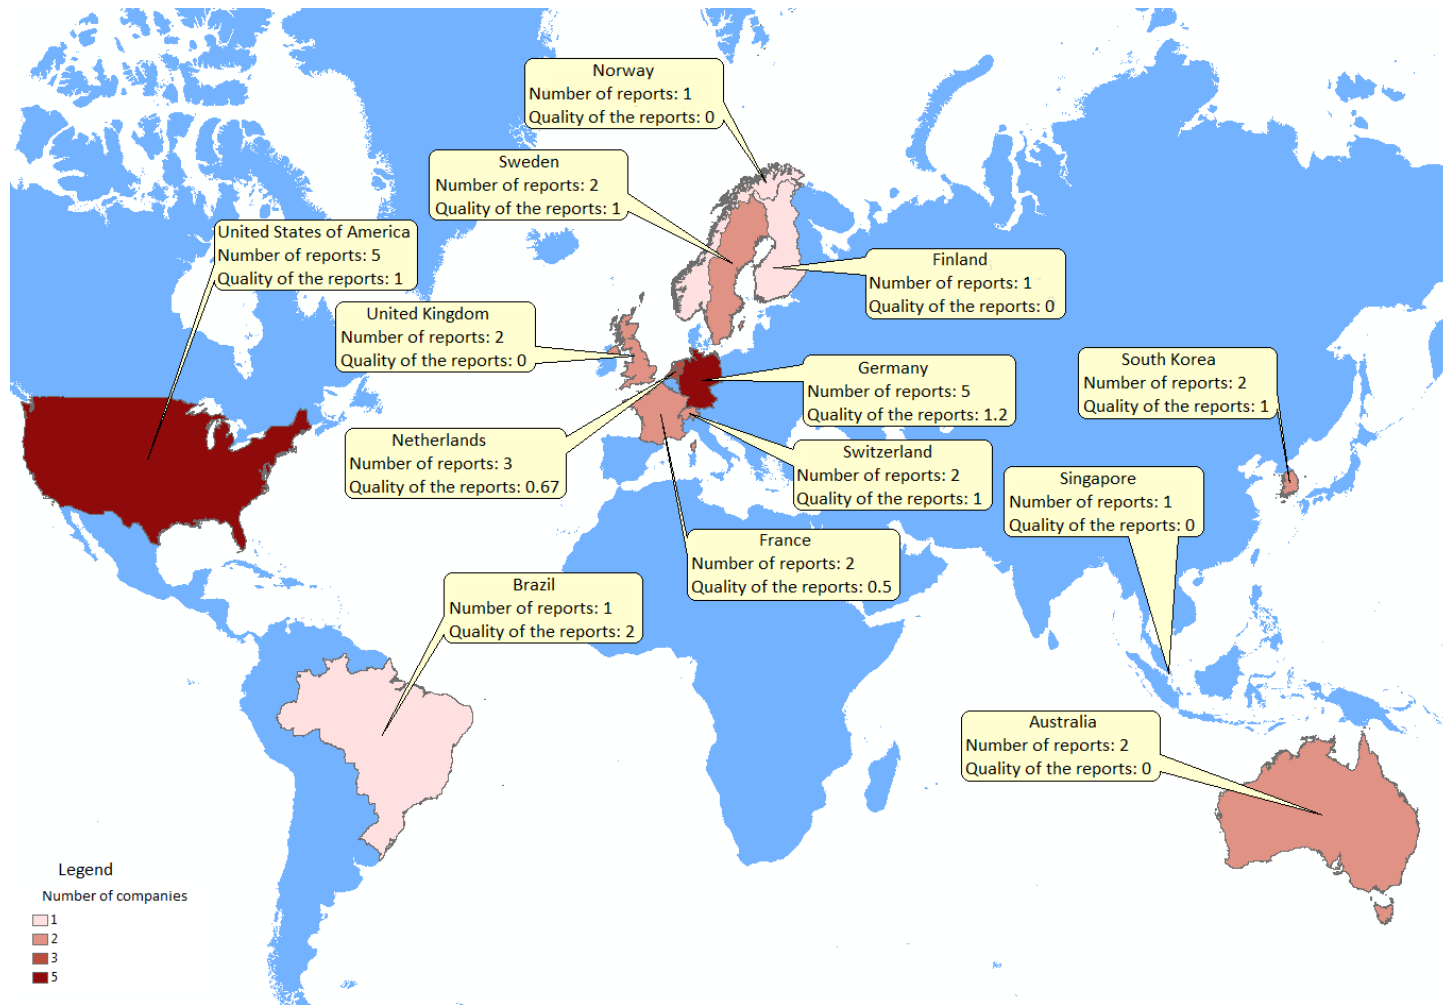 Norway
Number of reports: 1
Quality of the reports: 0
Sweden
Number of reports: 2
Quality of the reports: 1
United States of America
Number of reports: 5
Quality of the reports: 1
Finland
Number of reports: 1
Quality of the reports: 0
United Kingdom
Number of reports: 2
Quality of the reports: 0
Germany
Number of reports: 5
Quality of the reports: 1.2
South Korea
Number of reports: 2
Quality of the reports: 1
Netherlands
Number of reports: 3
Quality of the reports: 0.67
Switzerland
Number of reports: 2
Quality of the reports: 1
Singapore
Number of reports: 1
Quality of the reports: 0
France
Number of reports: 2
Quality of the reports: 0.5
Brazil
Number of reports: 1
Quality of the reports: 2
Australia
Number of reports: 2
Quality of the reports: 0
Legend
Number of companies
1
2
3
5